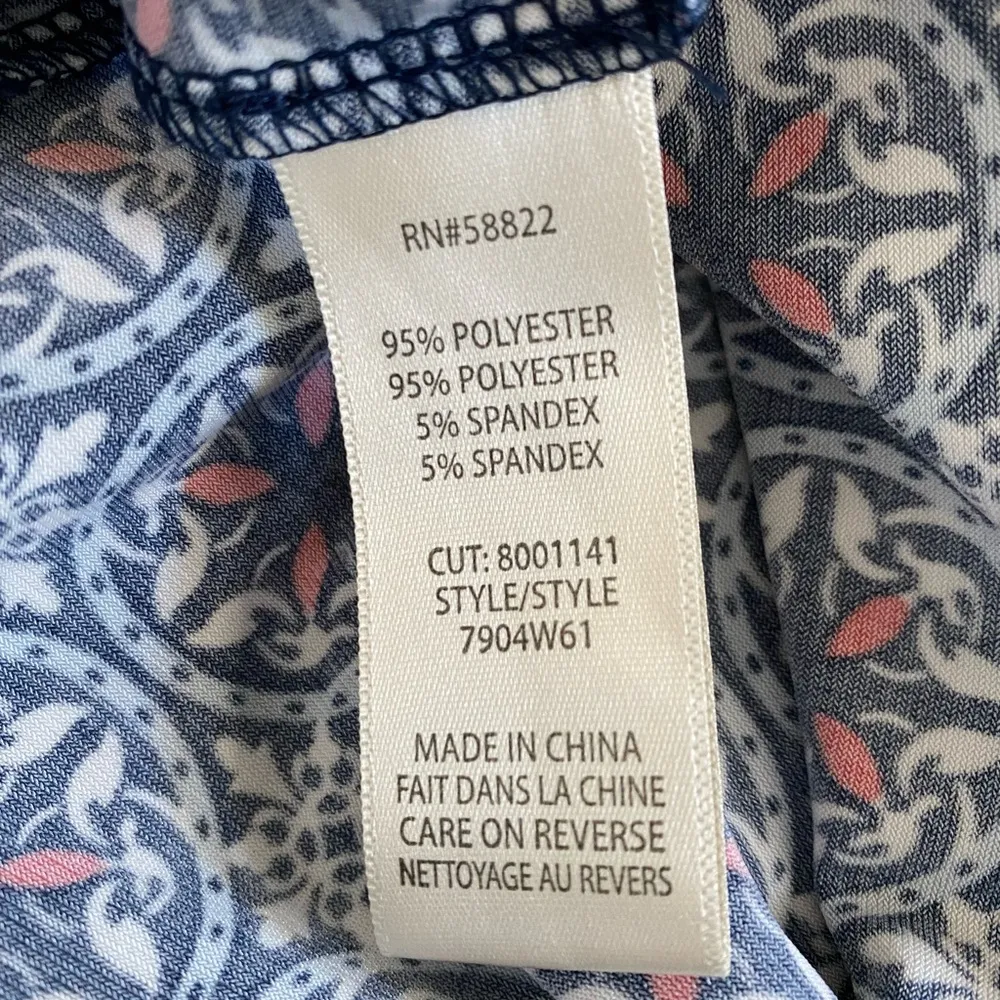 RN#58822
95% POLYESTER
95% POLYESTER
5% SPANDEX
5% SPANDEX
CUT: 8001141
STYLE/STYLE
7904W61
MADE IN CHINA
FAIT DANS LA CHINE
CARE ON REVERSE
NETTOYAGE AU REVERS